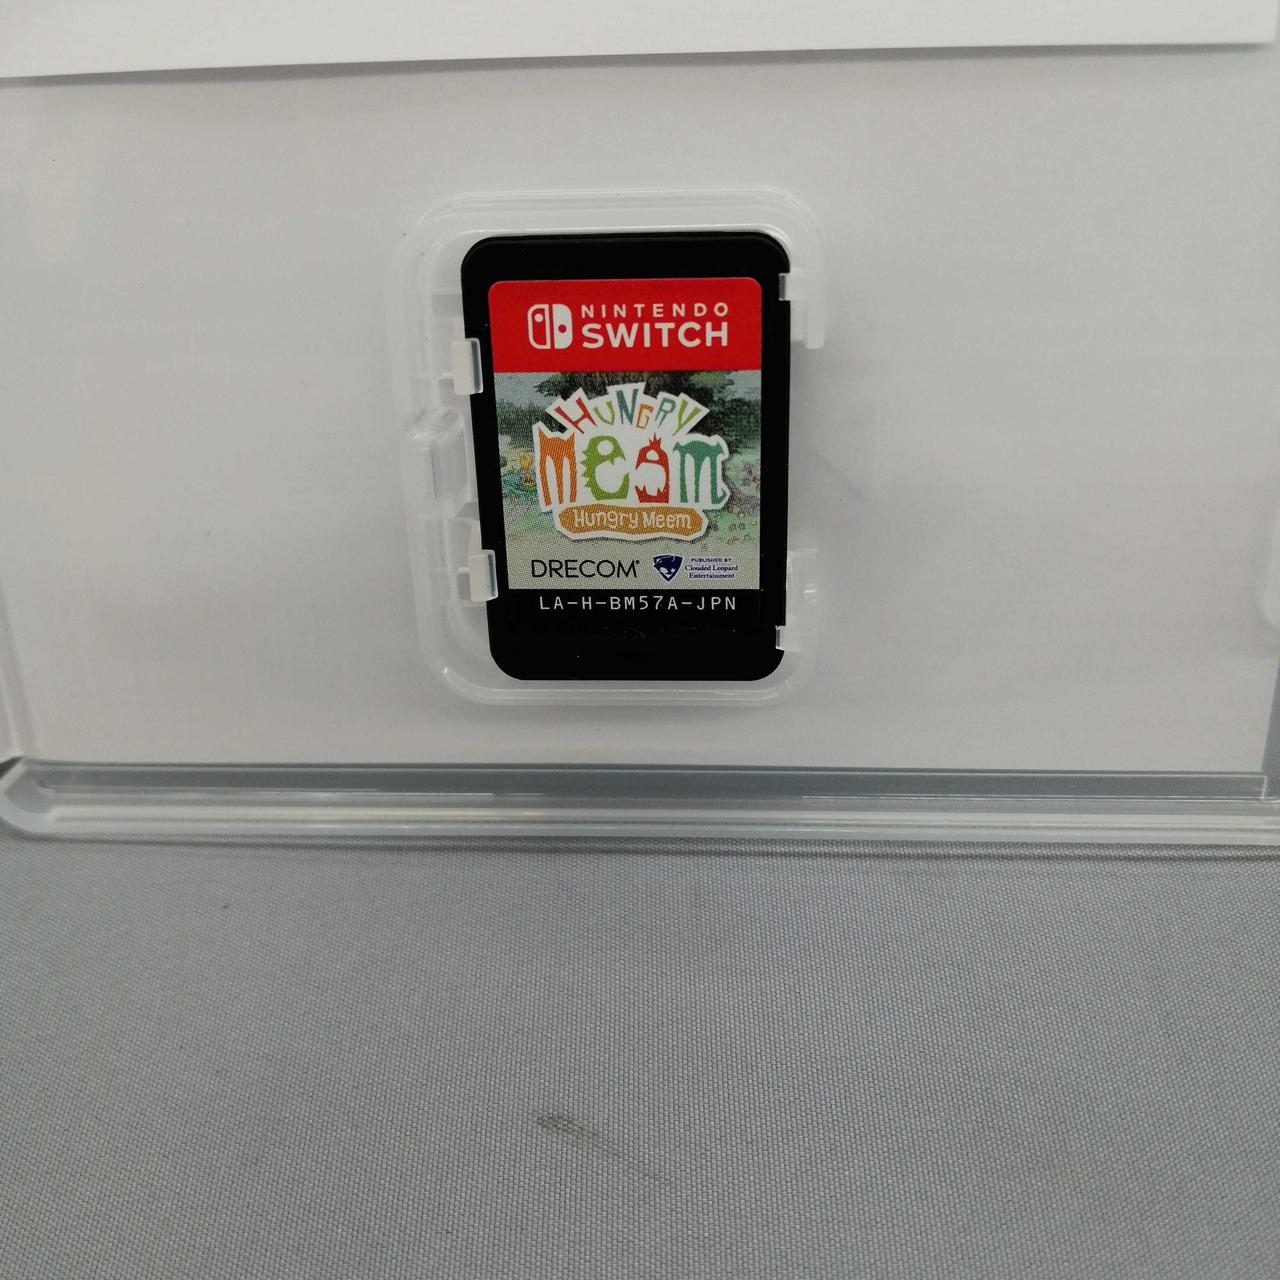 NINTENDO
SWITCH
HUNGRY
meem
Hungry Meem
DRECOM
PUBLISHED BY
Clouded Leopard
Entertainment
LA-H-BM57A-JPN